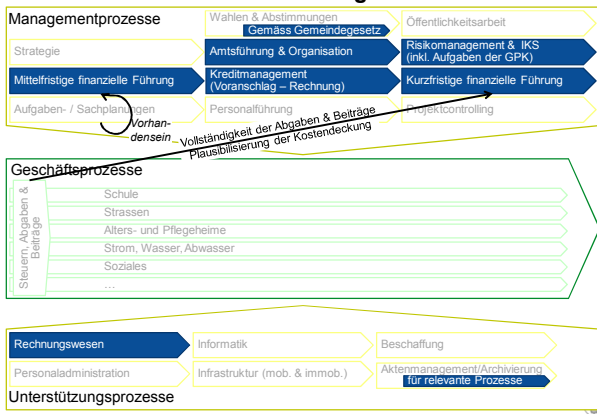 Managementprozesse
Wahlen & Abstimmungen
Gemäss Gemeindegesetz
Öffentlichkeitsarbeit
Strategie
Amtsführung & Organisation
Risikomanagement & IKS
(inkl. Aufgaben der GPK)
Mittelfristige finanzielle Führung
Kreditmanagement
(Voranschlag – Rechnung)
Kurzfristige finanzielle Führung
Aufgaben- / Sachplanungen
Personalführung
Projektcontrolling
Vorhan-
densein
Vollständigkeit der Abgaben & Beiträge
Plausibilisierung der Kostendeckung
Geschäftsprozesse
Steuern, Abgaben &
Beiträge
Schule
Strassen
Alters- und Pflegeheime
Strom, Wasser, Abwasser
Soziales
…
Rechnungswesen
Informatik
Beschaffung
Personaladministration
Infrastruktur (mob. & immob.)
Aktenmanagement/Archivierung
für relevante Prozesse
Unterstützungsprozesse